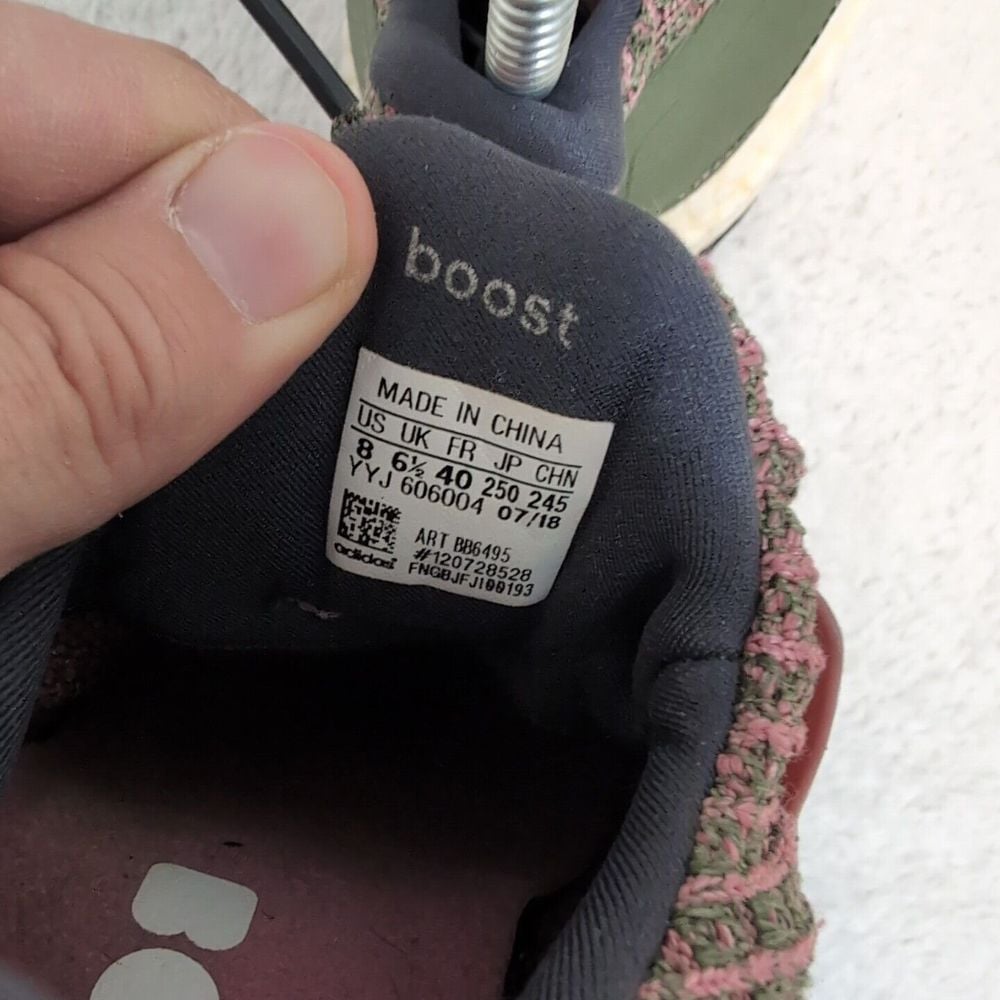 boost
MADE IN CHINA
US UK FR JP CHN
8 6½ 40 250 245
YYJ 606004 07/18
ART BB6495
#120728528
adidas FNGBJFJ100193